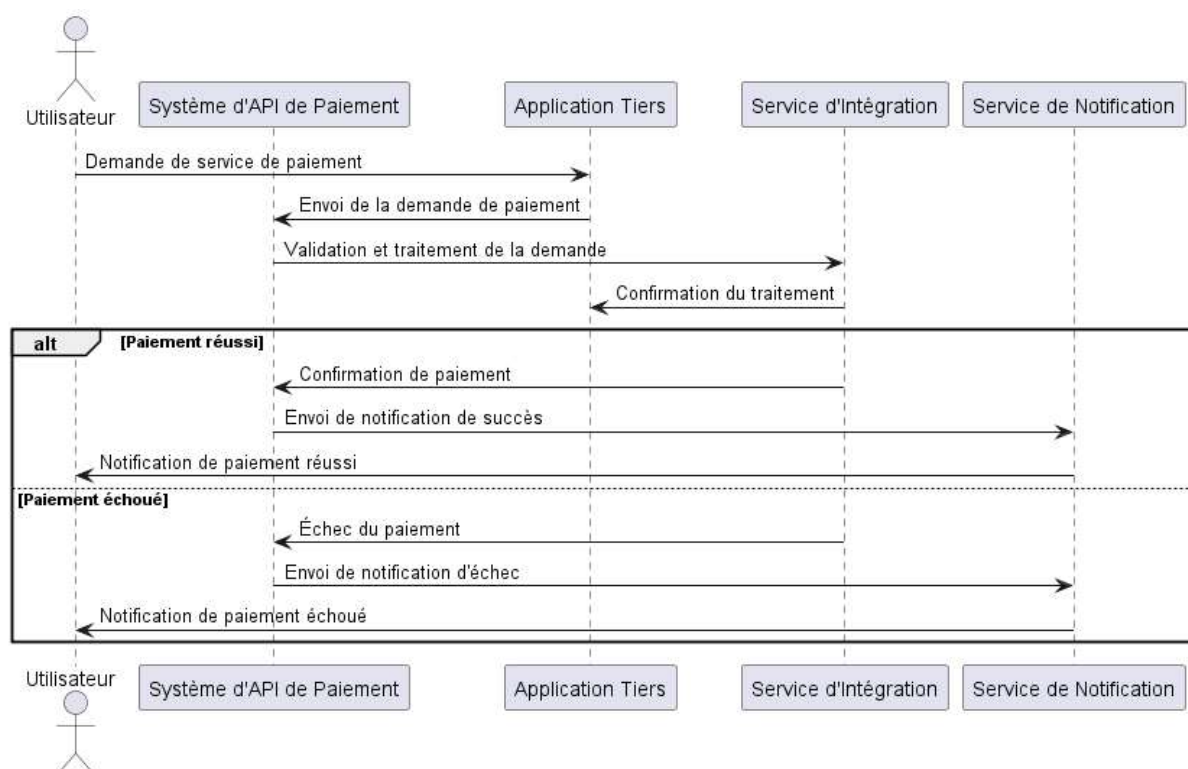 Utilisateur
Système d'API de Paiement
Application Tiers
Service d'Intégration
Service de Notification
Demande de service de paiement
Envoi de la demande de paiement
Validation et traitement de la demande
Confirmation du traitement
alt
[Paiement réussi]
Confirmation de paiement
Envoi de notification de succès
Notification de paiement réussi
[Paiement échoué]
Échec du paiement
Envoi de notification d'échec
Notification de paiement échoué
Utilisateur
Système d'API de Paiement
Application Tiers
Service d'Intégration
Service de Notification